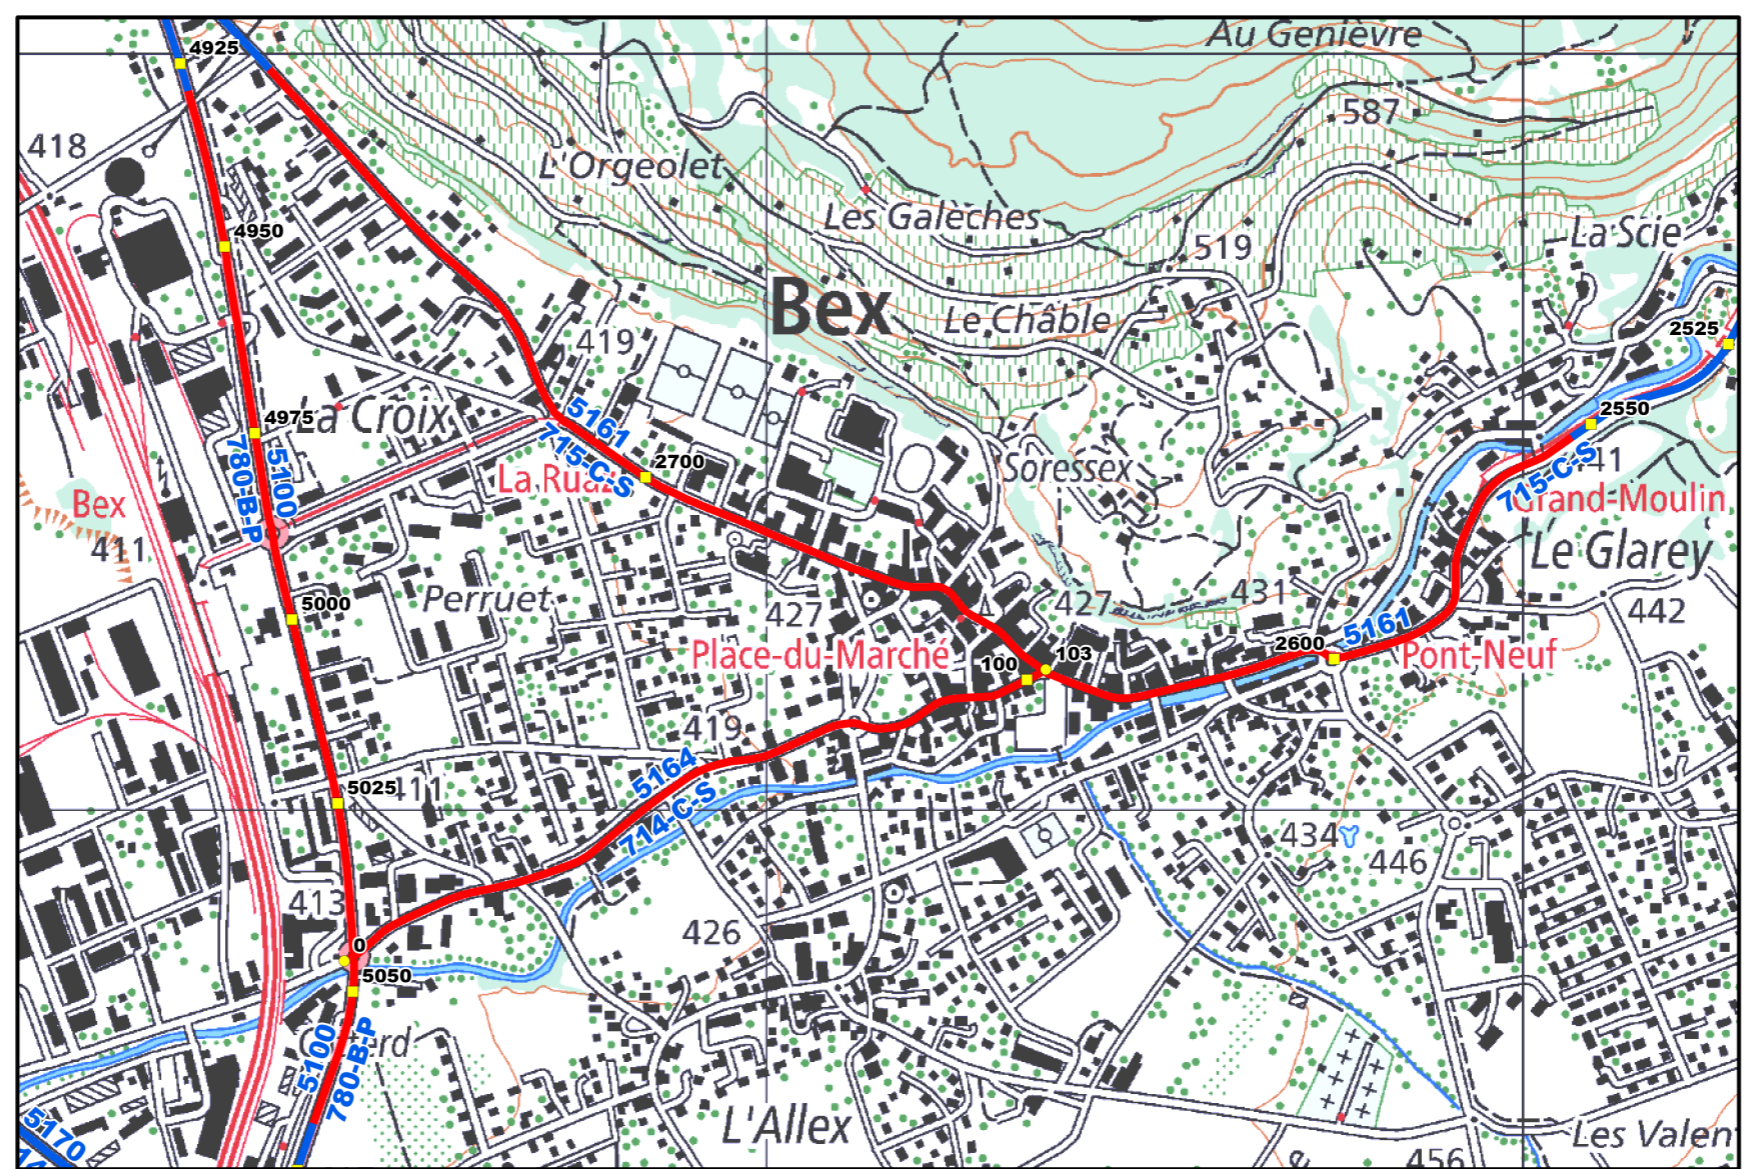 Au Genièvre
4925
587
418
L'Orgeolet
Les Galèches
La Scie
4950
519
Bex
Le Châble
2525
419
La Croix
5161
715-C-S
4975
2550
780-B-P
5100
2700
Soressex
441
715-C-S
Grand-Moulin
Bex
411
Le Glarey
Perruet
5000
427
427
431
442
5161
Place-du-Marché
100
103
2600
Pont-Neuf
419
5164
714-C-S
5025
411
434
446
413
426
0
5050
5100
780-B-P
L'Allex
5170
Les Valen
456